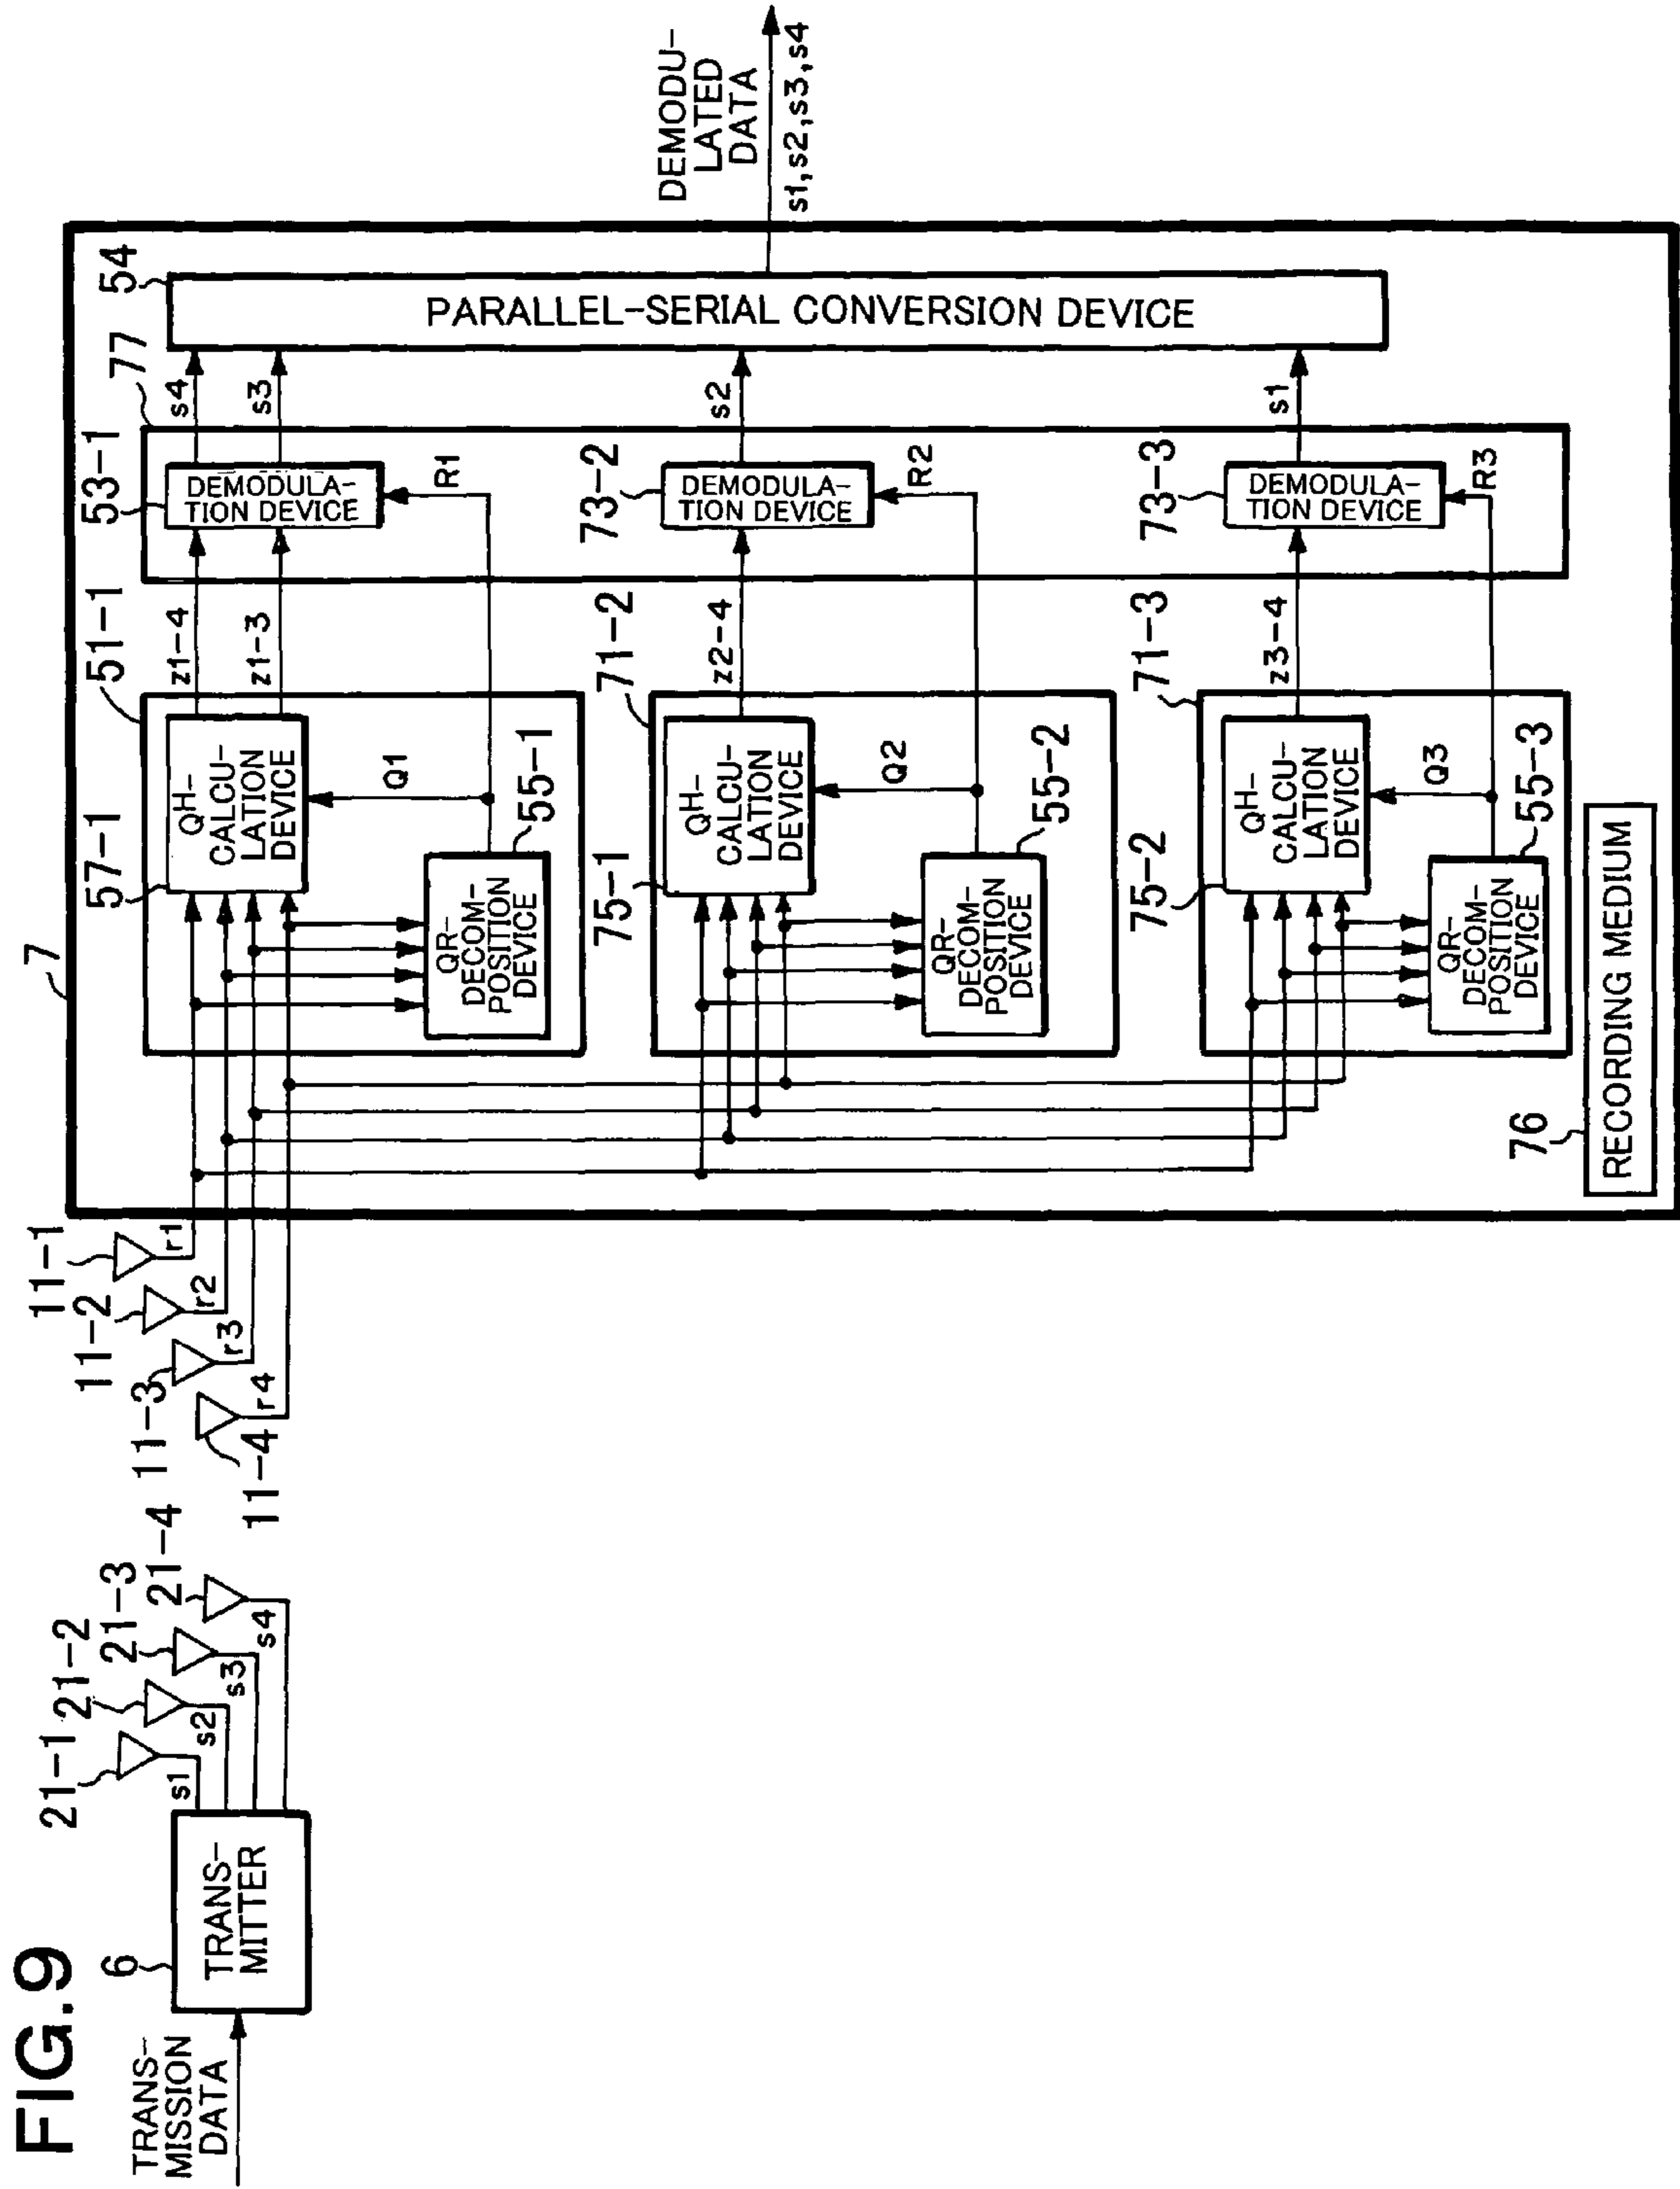 FIG.9
TRANS-
MISSION
DATA
6
TRANS-
MITTER
s1
s2
s3
s4
21-1
21-2
21-3
21-4
11-1
11-2
11-3
11-4
r1
r2
r3
r4
7
51-1
57-1
QH-
CALCU-
LATION
DEVICE
Q1
QR-
DECOM-
POSITION
DEVICE
55-1
z1-4
z1-3
77
53-1
DEMODULA-
TION DEVICE
R1
s4
s3
71-2
75-1
QH-
CALCU-
LATION
DEVICE
Q2
QR-
DECOM-
POSITION
DEVICE
55-2
z2-4
73-2
DEMODULA-
TION DEVICE
R2
s2
71-3
75-2
QH-
CALCU-
LATION
DEVICE
Q3
QR-
DECOM-
POSITION
DEVICE
55-3
z3-4
73-3
DEMODULA-
TION DEVICE
R3
s1
54
PARALLEL-SERIAL CONVERSION DEVICE
76
RECORDING MEDIUM
DEMODU-
LATED
DATA
s1,s2,s3,s4